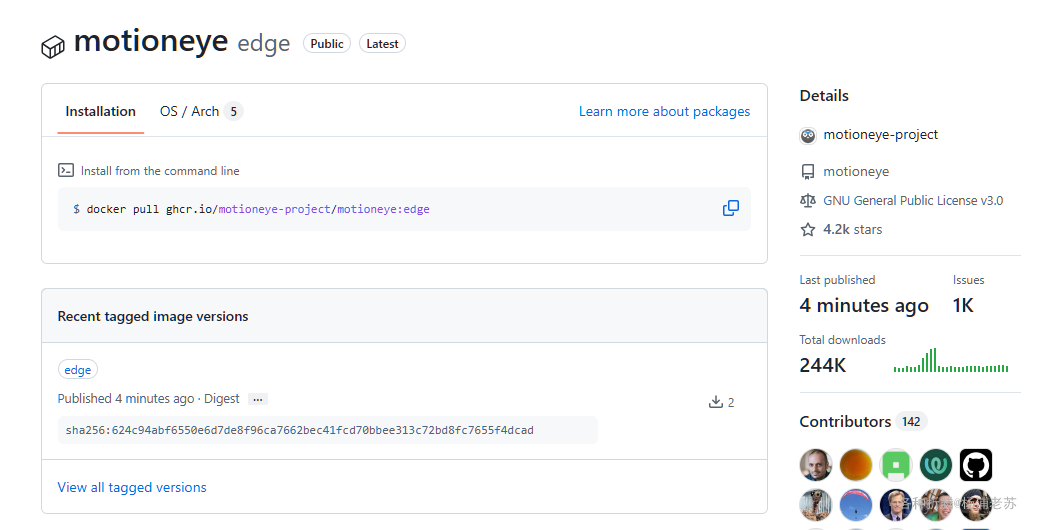 motioneye edge Public Latest
Installation OS / Arch 5 Learn more about packages
Install from the command line
$ docker pull ghcr.io/motioneye-project/motioneye:edge
Recent tagged image versions
edge
Published 4 minutes ago · Digest ...
2
sha256:624c94abf6550e6d7de8f96ca7662bec41fcd70bbee313c72bd8fc7655f4dcad
View all tagged versions
Details
motioneye-project
motioneye
GNU General Public License v3.0
4.2k stars
Last published Issues
4 minutes ago 1K
Total downloads
244K
Contributors 142
老苏